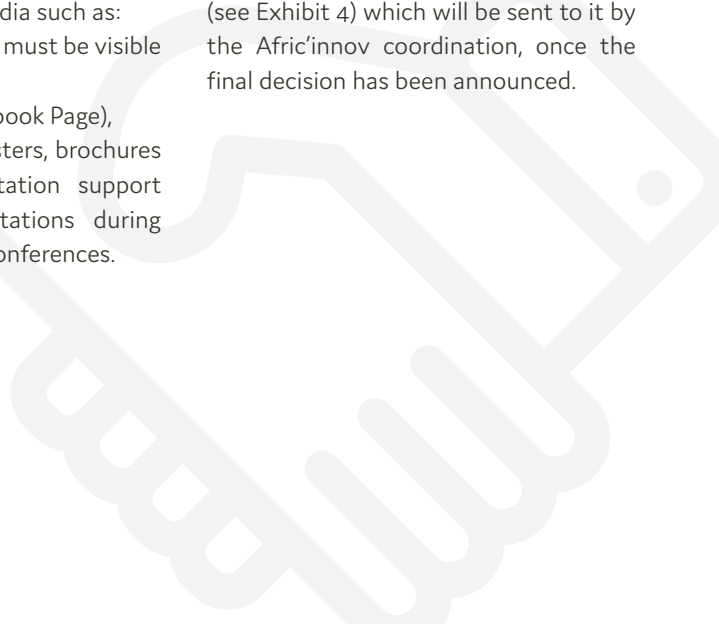 dia such as:
must be visible
book Page),
sters, brochures
tation support
tations during
onferences.
(see Exhibit 4) which will be sent to it by
the Afric'innov coordination, once the
final decision has been announced.